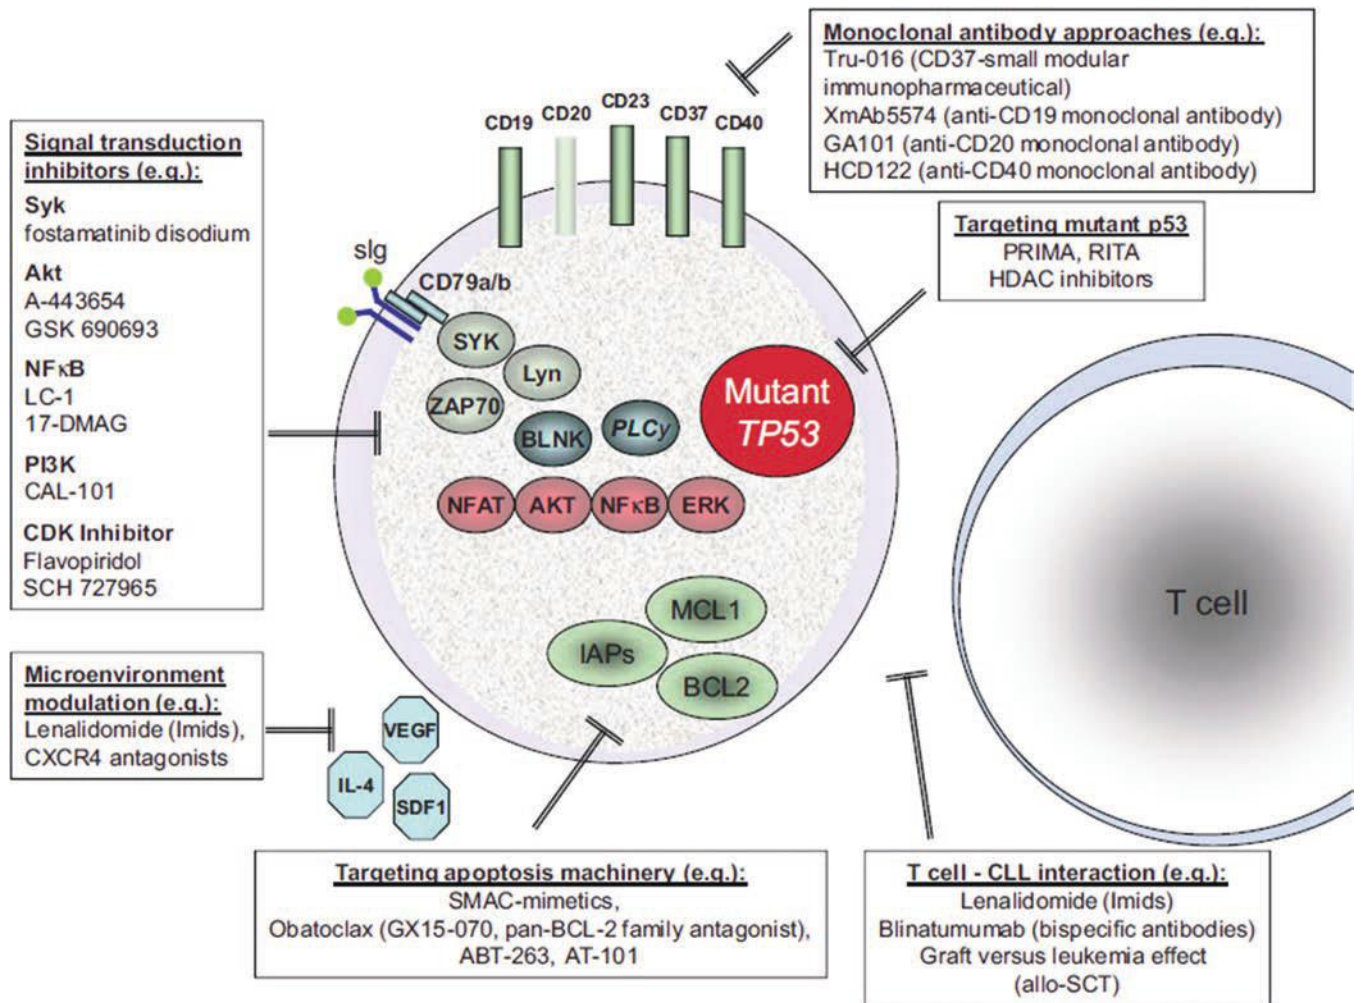 Monoclonal antibody approaches (e.g.):
Tru-016 (CD37-small modular
immunopharmaceutical)
XmAb5574 (anti-CD19 monoclonal antibody)
GA101 (anti-CD20 monoclonal antibody)
HCD122 (anti-CD40 monoclonal antibody)
CD19
CD20
CD23
CD37
CD40
Signal transduction
inhibitors (e.g.):
Syk
fostamatinib disodium
Akt
A-443654
GSK 690693
NFκB
LC-1
17-DMAG
PI3K
CAL-101
CDK Inhibitor
Flavopiridol
SCH 727965
Targeting mutant p53
PRIMA, RITA
HDAC inhibitors
sIg
CD79a/b
SYK
Lyn
ZAP70
BLNK
PLCγ
Mutant
TP53
NFAT
AKT
NFκB
ERK
MCL1
IAPs
BCL2
T cell
Microenvironment
modulation (e.g.):
Lenalidomide (Imids),
CXCR4 antagonists
VEGF
IL-4
SDF1
Targeting apoptosis machinery (e.g.):
SMAC-mimetics,
Obatoclax (GX15-070, pan-BCL-2 family antagonist),
ABT-263, AT-101
T cell - CLL interaction (e.g.):
Lenalidomide (Imids)
Blinatumumab (bispecific antibodies)
Graft versus leukemia effect
(allo-SCT)